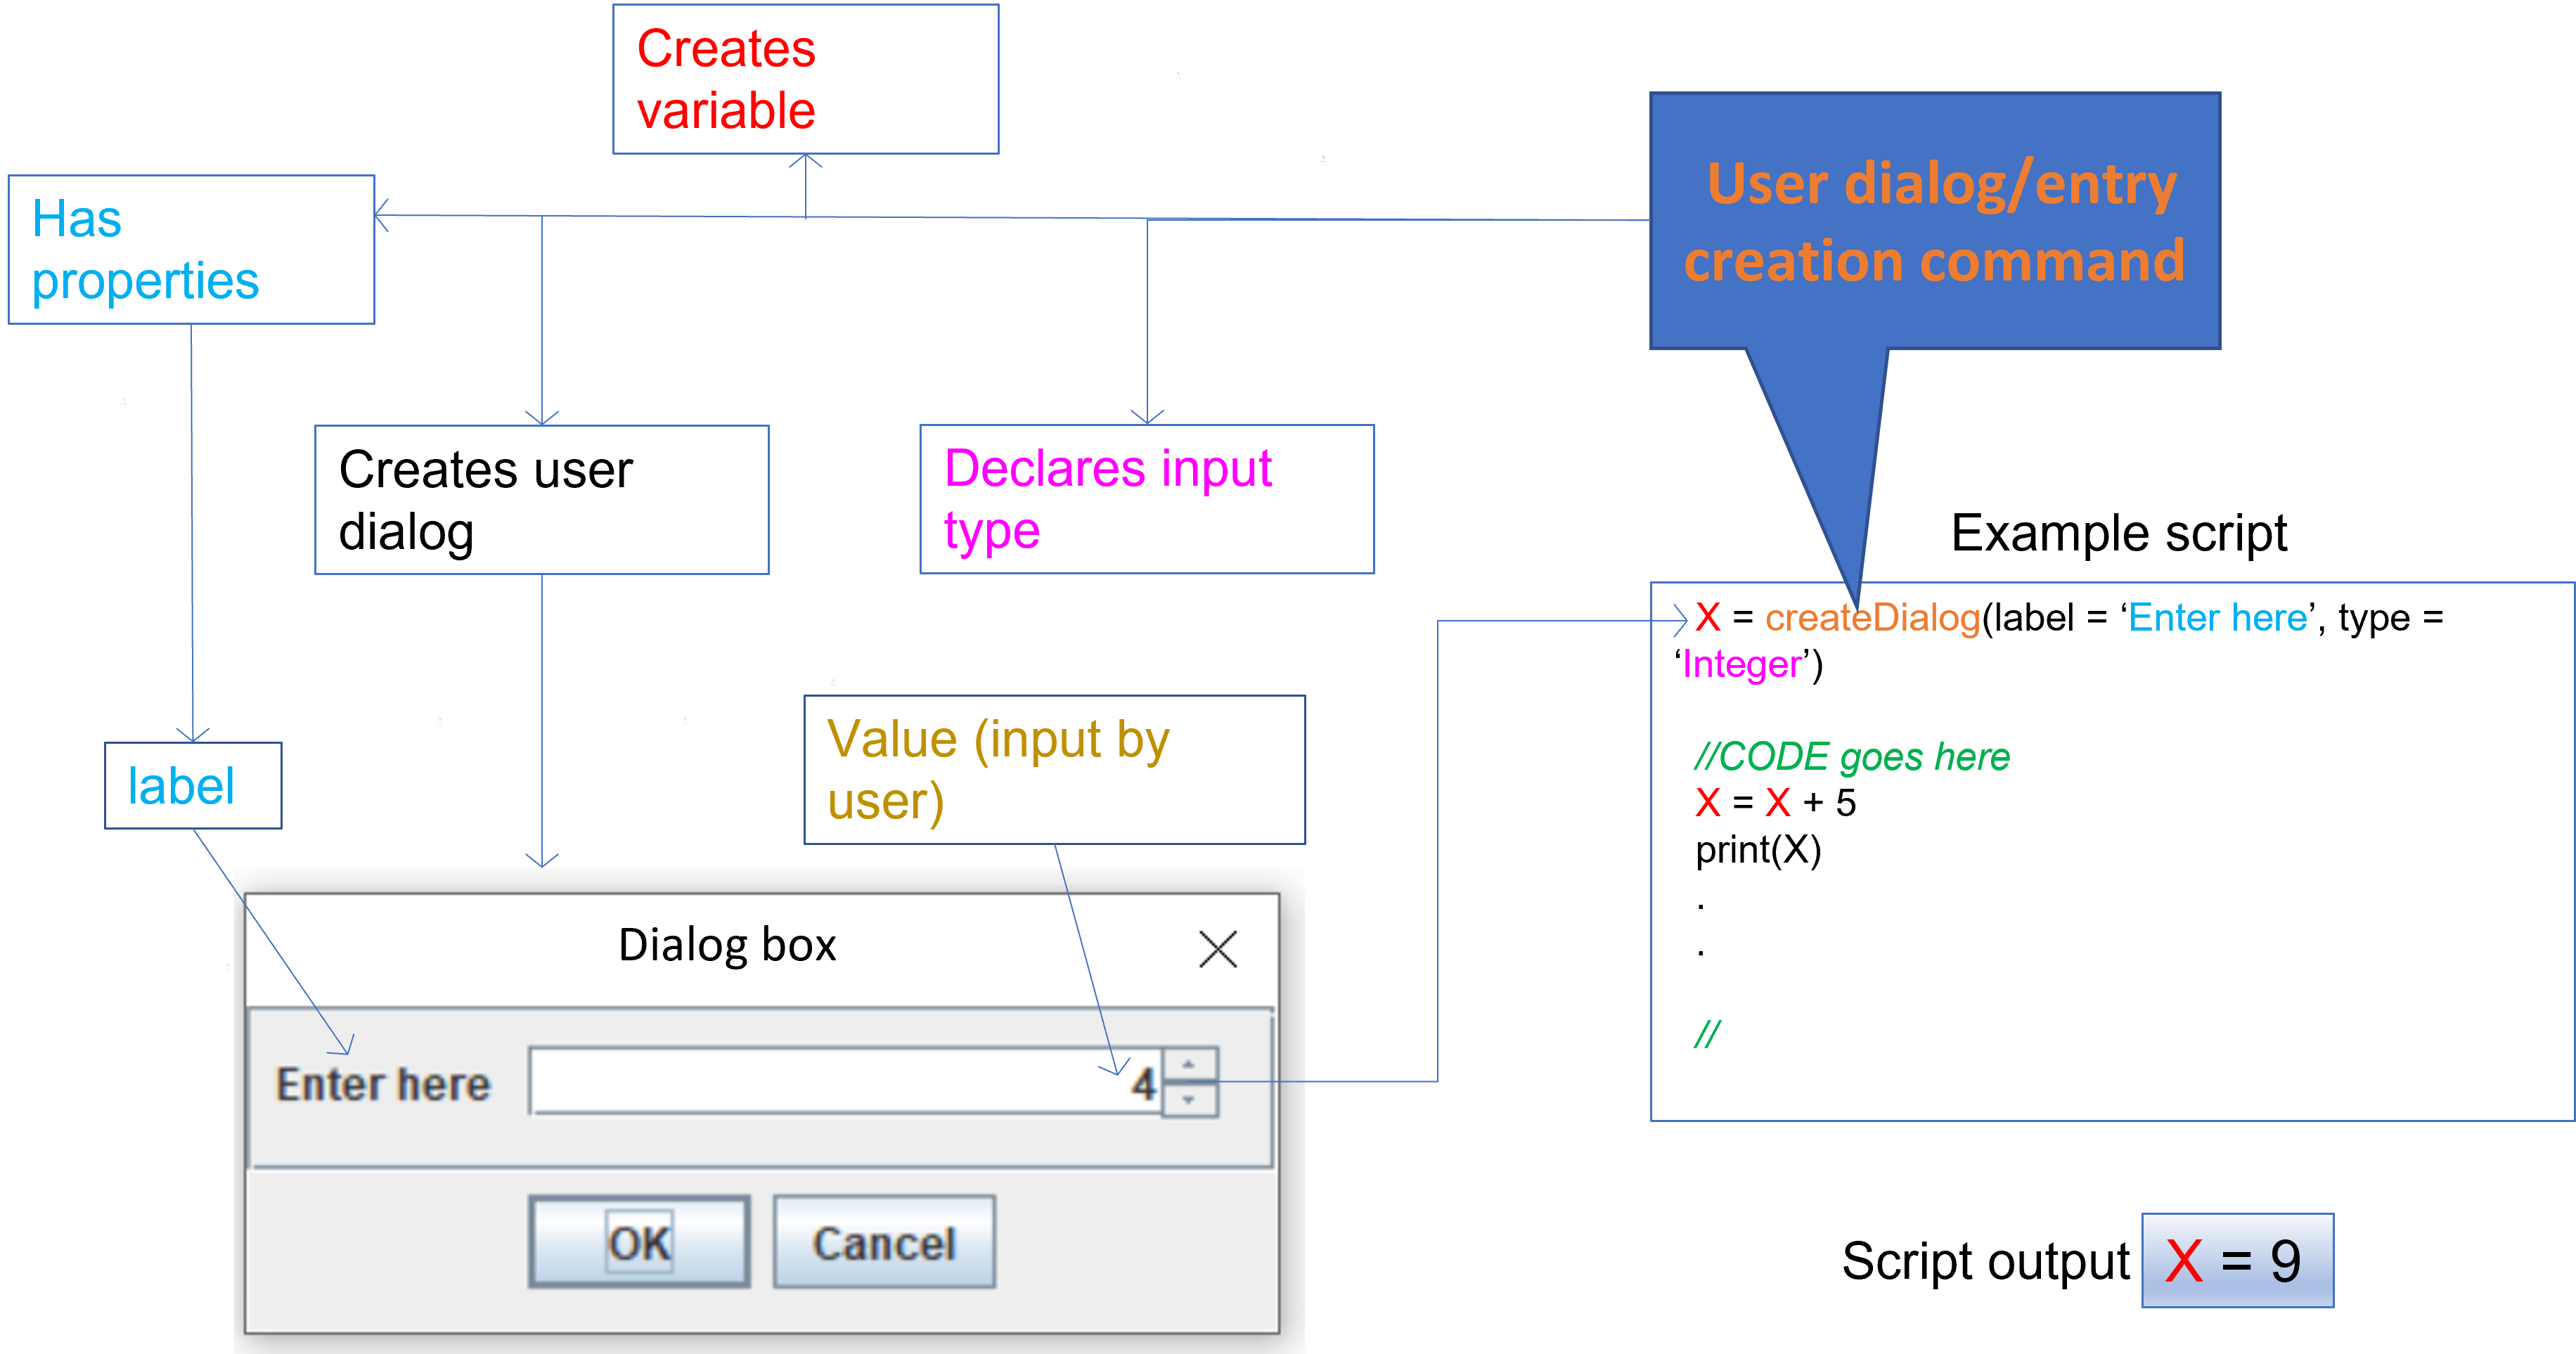 Creates
variable
Has
properties
User dialog/entry
creation command
Creates user
dialog
Declares input
type
Example script
X = createDialog(label = ‘Enter here’, type =
‘Integer’)
//CODE goes here
X = X + 5
print(X)
.
.
//
label
Value (input by
user)
Dialog box
Enter here
4
OK
Cancel
Script output
X = 9